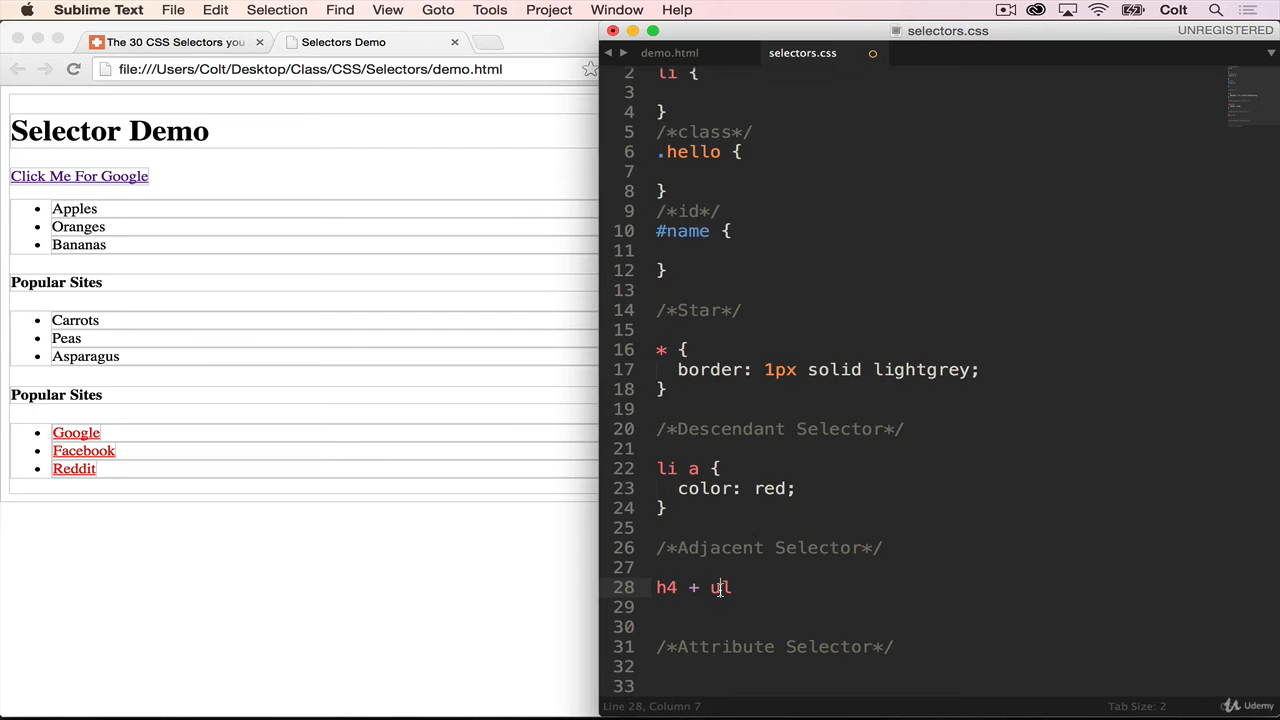 Sublime Text File Edit Selection Find View Goto Tools Project Window Help Colt
The 30 CSS Selectors you × Selectors Demo ×
file:///Users/Colt/Desktop/Class/CSS/Selectors/demo.html
Selector Demo
Click Me For Google
• Apples
• Oranges
• Bananas
Popular Sites
• Carrots
• Peas
• Asparagus
Popular Sites
• Google
• Facebook
• Reddit
selectors.css UNREGISTERED
demo.html selectors.css
2 li {
3
4 }
5 /*class*/
6 .hello {
7
8 }
9 /*id*/
10 #name {
11
12 }
13
14 /*Star*/
15
16 * {
17 border: 1px solid lightgrey;
18 }
19
20 /*Descendant Selector*/
21
22 li a {
23 color: red;
24 }
25
26 /*Adjacent Selector*/
27
28 h4 + ul
29
30
31 /*Attribute Selector*/
32
33
Line 28, Column 7 Tab Size: 2
Udemy